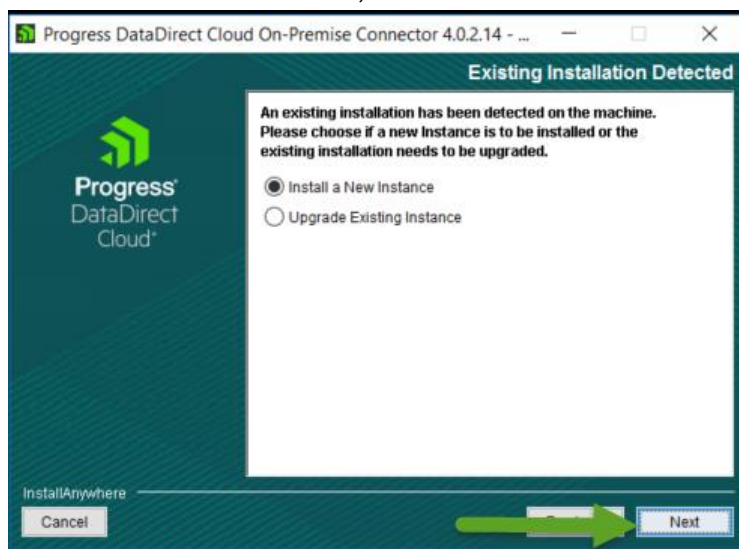 Progress DataDirect Cloud On-Premise Connector 4.0.2.14 - ...
Existing Installation Detected
An existing installation has been detected on the machine.
Please choose if a new Instance is to be installed or the
existing installation needs to be upgraded.
Install a New Instance
Upgrade Existing Instance
Progress®
DataDirect
Cloud®
InstallAnywhere
Cancel
Next